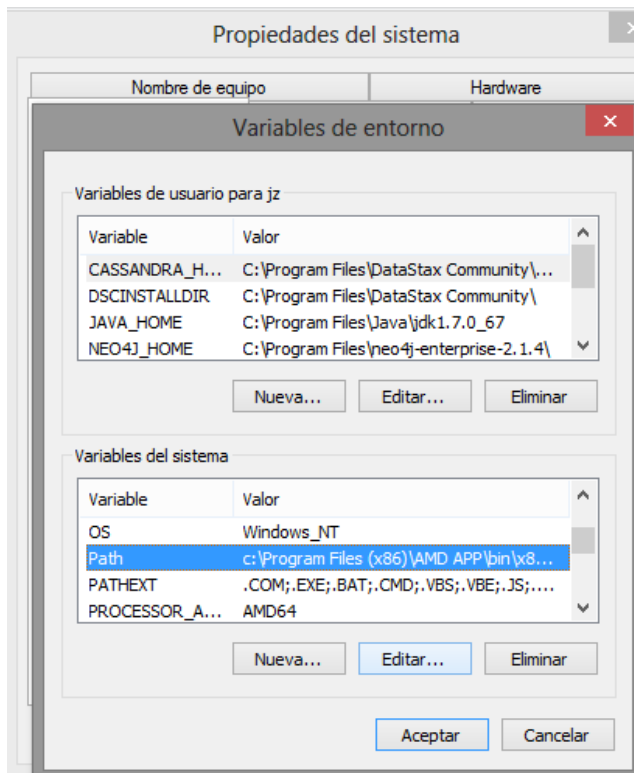 Propiedades del sistema
Nombre de equipo Hardware
Variables de entorno
Variables de usuario para jz
Variable Valor
CASSANDRA_H... C:\Program Files\DataStax Community\...
DSCINSTALLDIR C:\Program Files\DataStax Community\
JAVA_HOME C:\Program Files\Java\jdk1.7.0_67
NEO4J_HOME C:\Program Files\neo4j-enterprise-2.1.4\
Nueva... Editar... Eliminar
Variables del sistema
Variable Valor
OS Windows_NT
Path c:\Program Files (x86)\AMD APP\bin\x8...
PATHEXT .COM;.EXE;.BAT;.CMD;.VBS;.VBE;.JS;....
PROCESSOR_A... AMD64
Nueva... Editar... Eliminar
Aceptar Cancelar